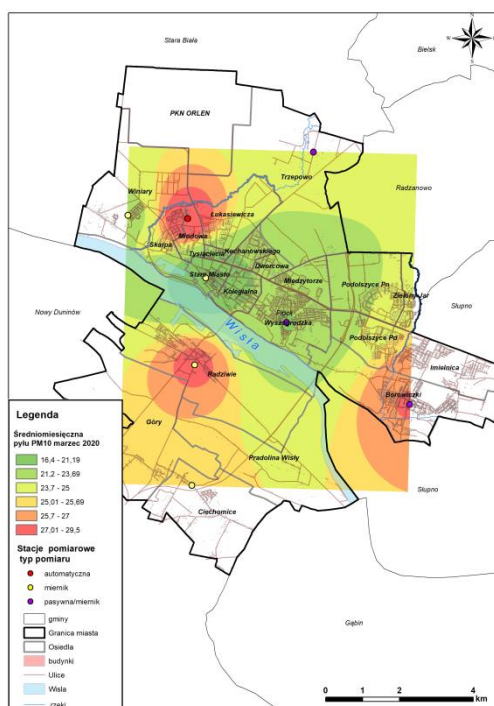 Stara Biała
Bielsk
N
PKN ORLEN
Trzepowo
Radzanowo
Winiary
Łukasiewicza
Miodowa
Skarpa
Kochanowskiego
Tysiąclecia
Dworcowa
Stare Miasto
Międzytorze
Podolszyce Pn
Kolegialna
Zielony Jar
Słupno
Płock
Wyszogrodzka
Nowy Duninów
Wisła
Podolszyce Pd
Imielnica
Radziwie
Borowiczki
Góry
Pradolina Wisły
Słupno
Ciechomice
Gąbin
Legenda
Średniomiesięczna
pyłu PM10 marzec 2020
16,4 - 21,19
21,2 - 23,69
23,7 - 25
25,01 - 25,69
25,7 - 27
27,01 - 29,5
Stacje pomiarowe
typ pomiaru
automatyczna
miernik
pasywna/miernik
gminy
Granica miasta
Osiedla
budynki
Ulice
Wisła
rzeki
0 1 2 4
km